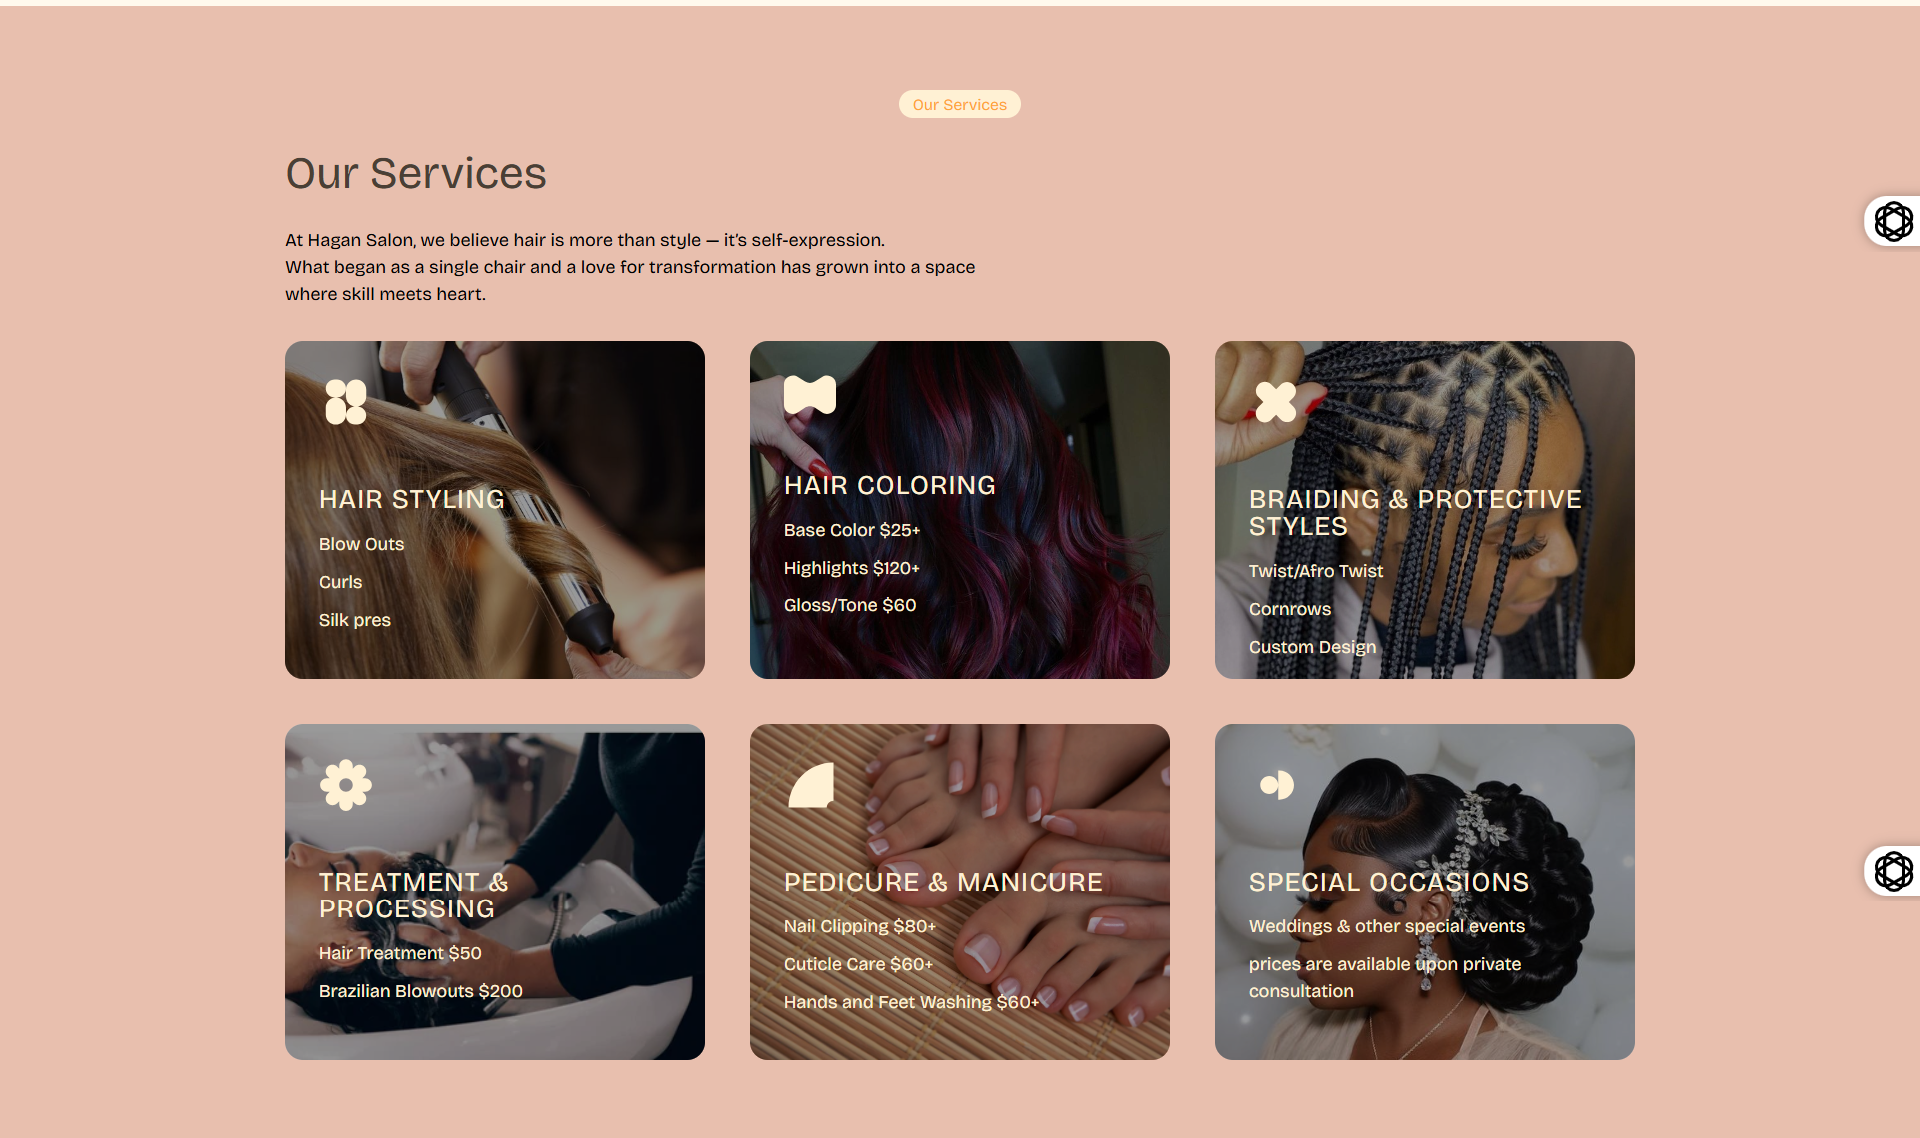 Our Services
Our Services
At Hagan Salon, we believe hair is more than style — it's self-expression.
What began as a single chair and a love for transformation has grown into a space
where skill meets heart.
HAIR STYLING
Blow Outs
Curls
Silk pres
HAIR COLORING
Base Color $25+
Highlights $120+
Gloss/Tone $60
BRAIDING & PROTECTIVE
STYLES
Twist/Afro Twist
Cornrows
Custom Design
TREATMENT &
PROCESSING
Hair Treatment $50
Brazilian Blowouts $200
PEDICURE & MANICURE
Nail Clipping $80+
Cuticle Care $60+
Hands and Feet Washing $60+
SPECIAL OCCASIONS
Weddings & other special events
prices are available upon private
consultation